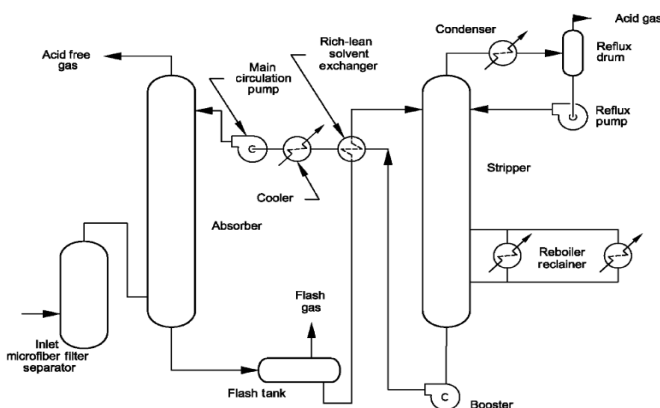 Acid gas
Condenser
Reflux
drum
Rich-lean
solvent
exchanger
Main
circulation
pump
Acid free
gas
Reflux
pump
C
Stripper
Cooler
Absorber
Reboiler
reclainer
Flash
gas
Inlet
microfiber filter
separator
Flash tank
C
Booster